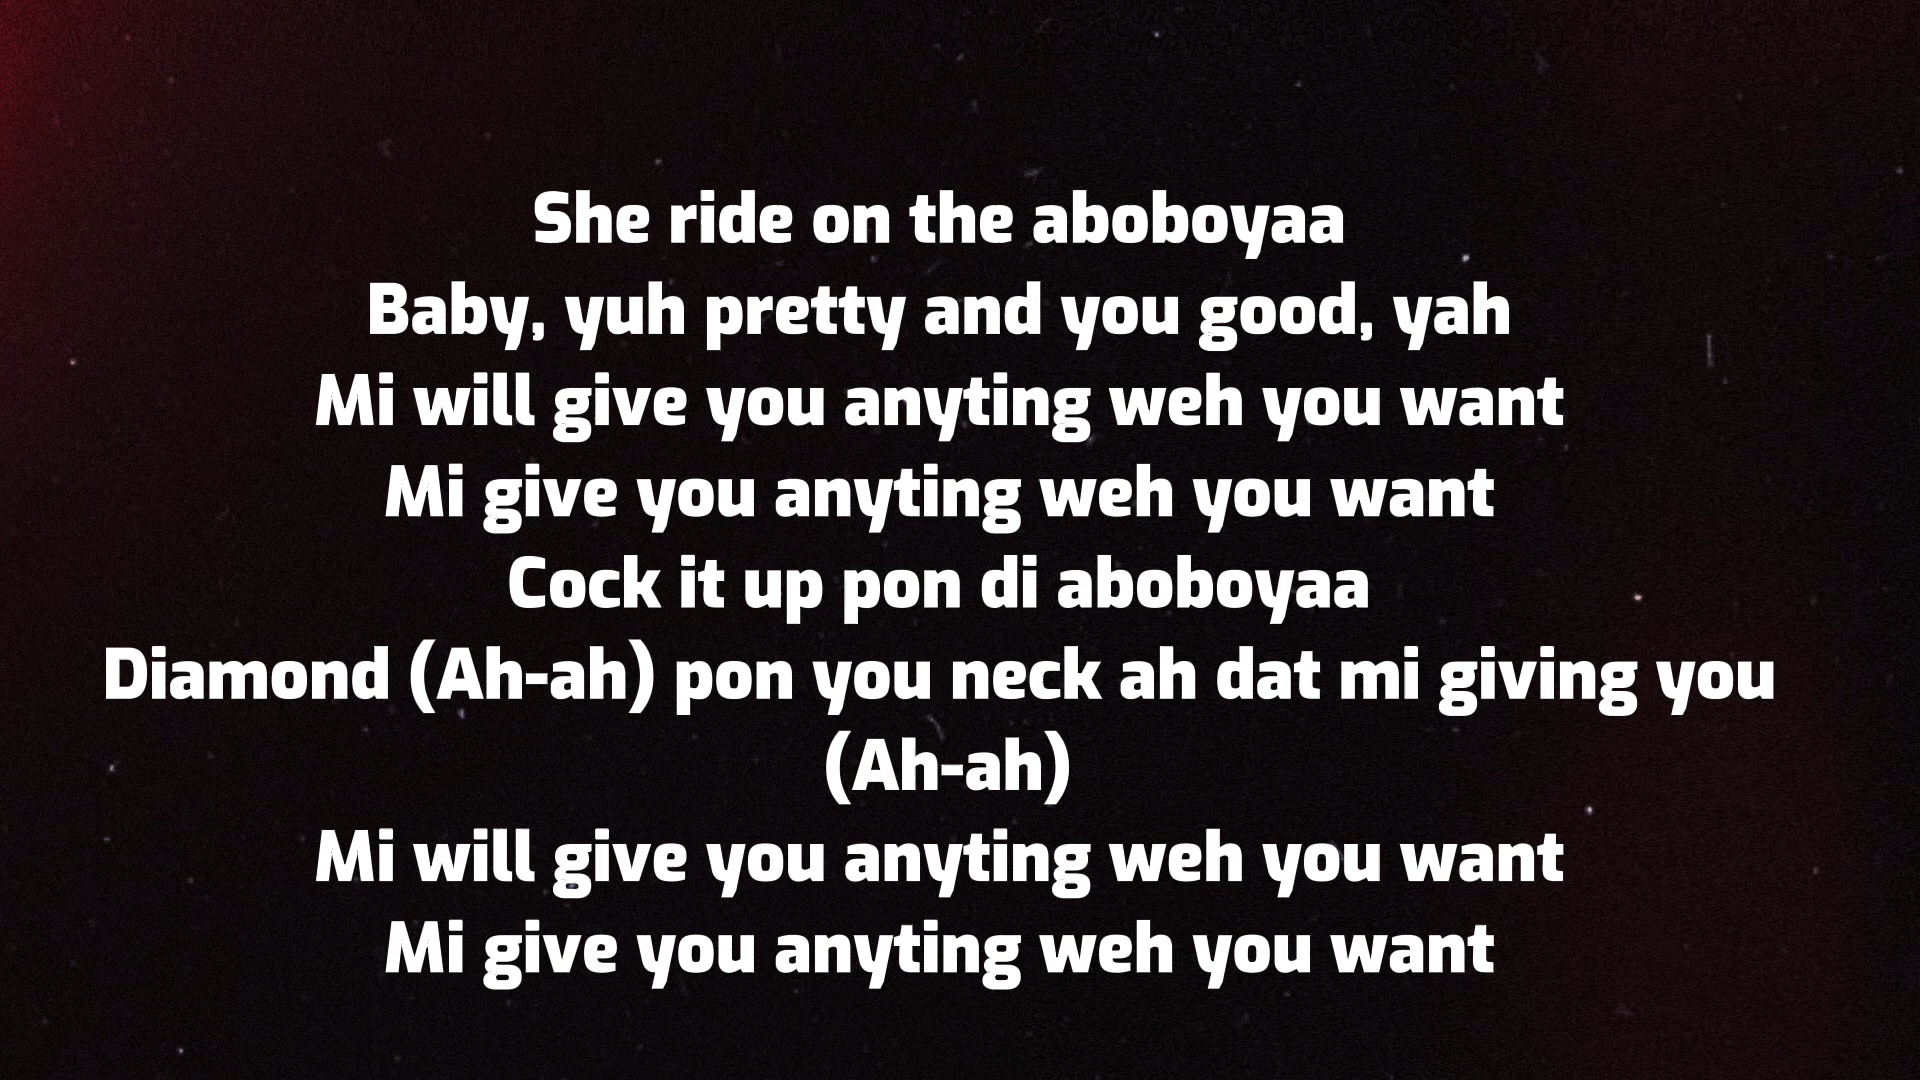 She ride on the aboboyaa
Baby, yuh pretty and you good, yah
Mi will give you anyting weh you want
Mi give you anyting weh you want
Cock it up pon di aboboyaa
Diamond (Ah-ah) pon you neck ah dat mi giving you
(Ah-ah)
Mi will give you anyting weh you want
Mi give you anyting weh you want